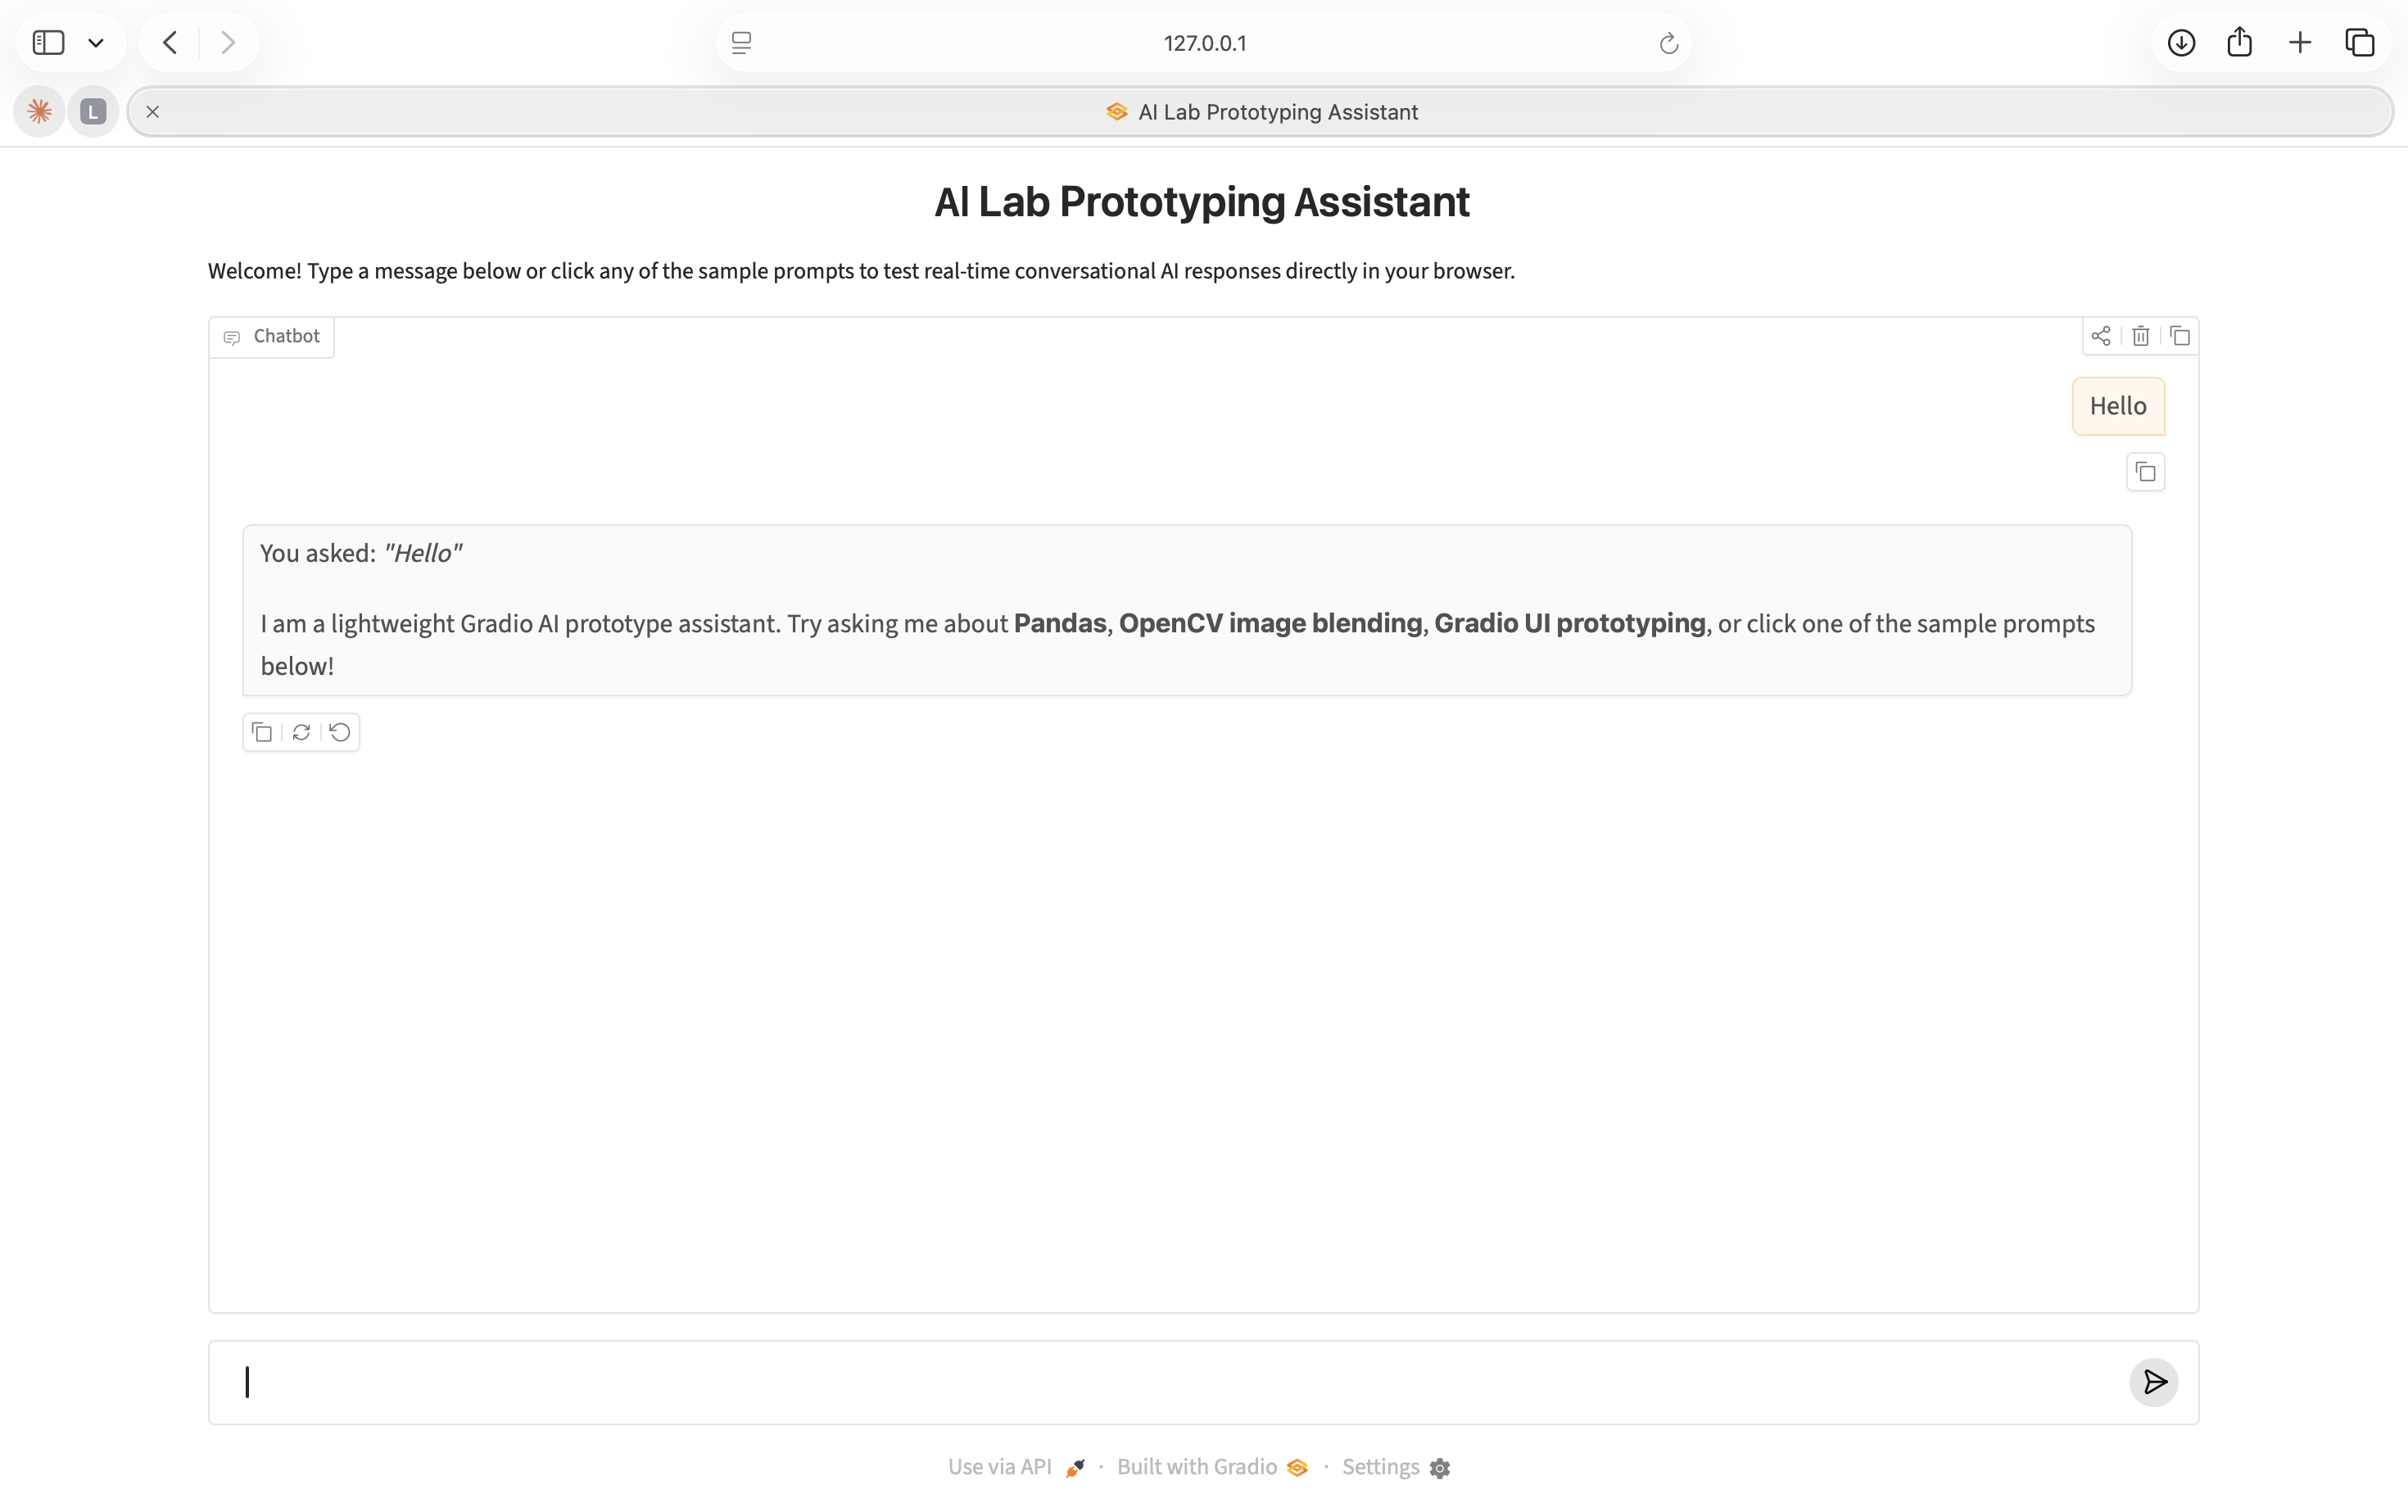 127.0.0.1
L
AI Lab Prototyping Assistant
AI Lab Prototyping Assistant
Welcome! Type a message below or click any of the sample prompts to test real-time conversational AI responses directly in your browser.
Chatbot
Hello
You asked: "Hello"
I am a lightweight Gradio AI prototype assistant. Try asking me about Pandas, OpenCV image blending, Gradio UI prototyping, or click one of the sample prompts
below!
Use via API · Built with Gradio · Settings